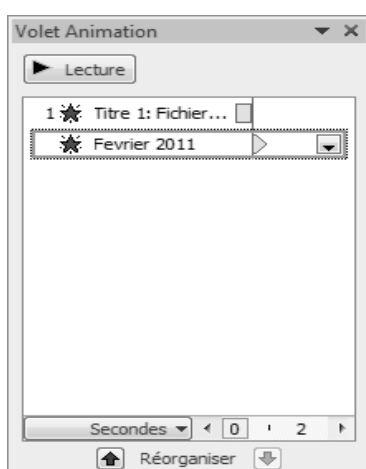 Volet Animation
Lecture
1 Titre 1: Fichier...
Fevrier 2011
Secondes 0 2
Réorganiser